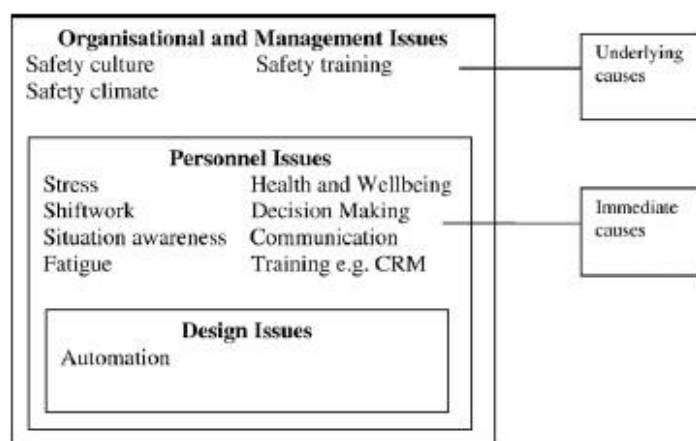 Organisational and Management Issues
Safety culture Safety training
Safety climate
Underlying
causes
Personnel Issues
Stress Health and Wellbeing
Shiftwork Decision Making
Situation awareness Communication
Fatigue Training e.g. CRM
Immediate
causes
Design Issues
Automation